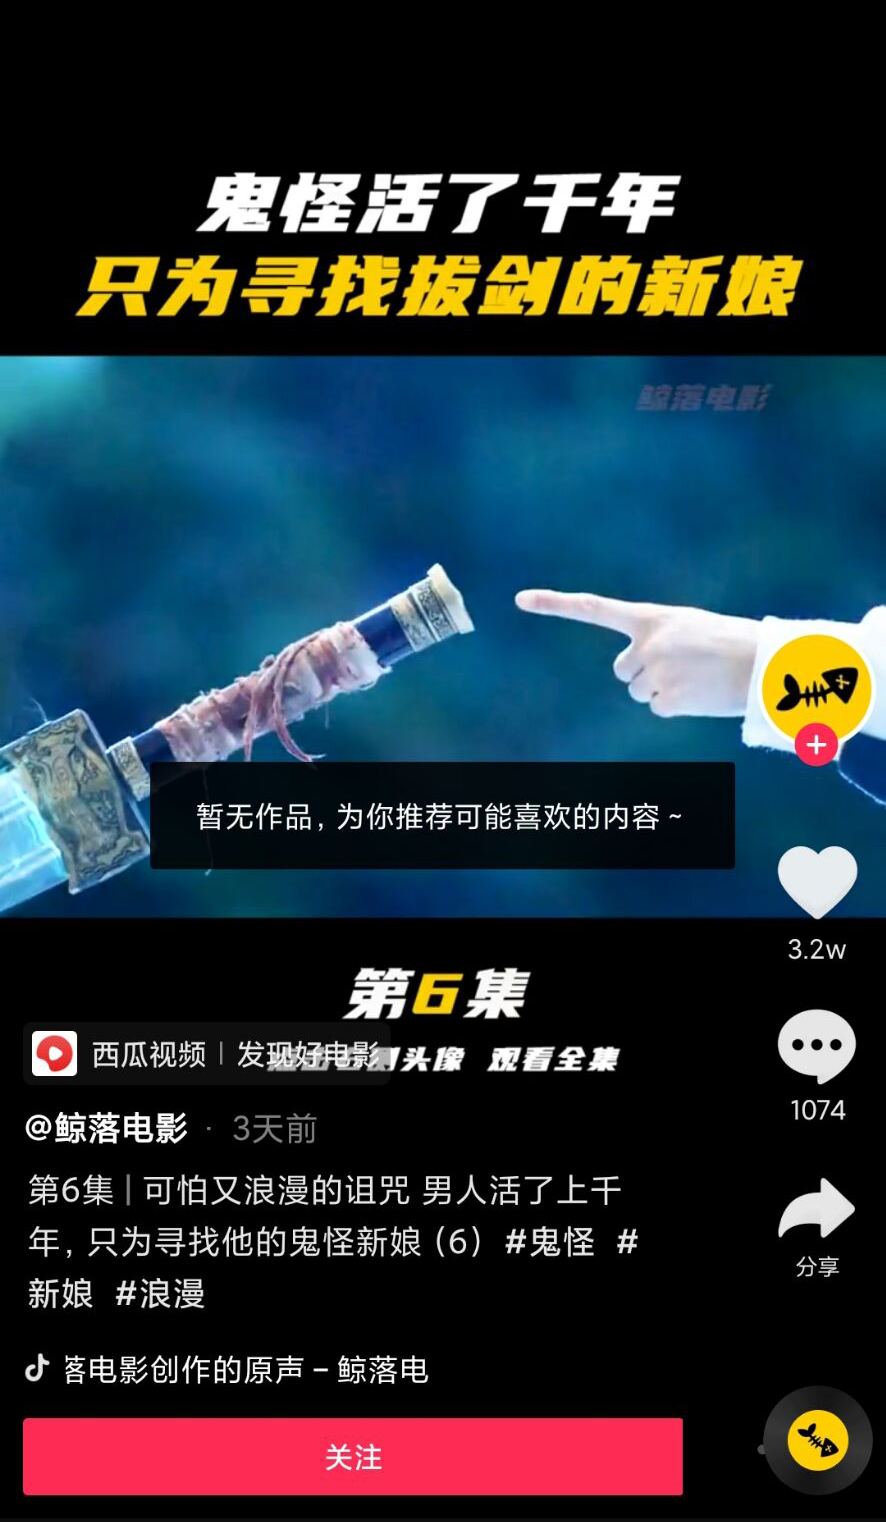 鬼怪活了千年
只为寻找拔剑的新娘
鲸落电影
暂无作品，为你推荐可能喜欢的内容～
3.2w
第6集
西瓜视频 | 发现好电影
头像 观看全集
1074
@鲸落电影 · 3天前
第6集 | 可怕又浪漫的诅咒 男人活了上千
年，只为寻找他的鬼怪新娘（6） #鬼怪 #
新娘 #浪漫
分享
落电影创作的原声 – 鲸落电
关注